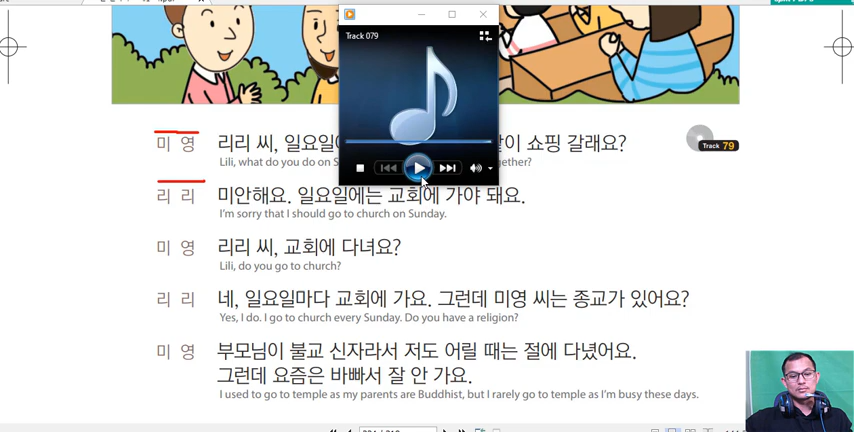 Track 079
미 영 리리 씨, 일요일 이 쇼핑 갈래요?
Track 79
Lili, what do you do on gether?
리 리 미안해요. 일요일에는 교회에 가야 돼요.
I'm sorry that I should go to church on Sunday.
미 영 리리 씨, 교회에 다녀요?
Lili, do you go to church?
리 리 네, 일요일마다 교회에 가요. 그런데 미영 씨는 종교가 있어요?
Yes, I do. I go to church every Sunday. Do you have a religion?
미 영 부모님이 불교 신자라서 저도 어릴 때는 절에 다녔어요.
그런데 요즘은 바빠서 잘 안 가요.
I used to go to temple as my parents are Buddhist, but I rarely go to temple as I'm busy these days.